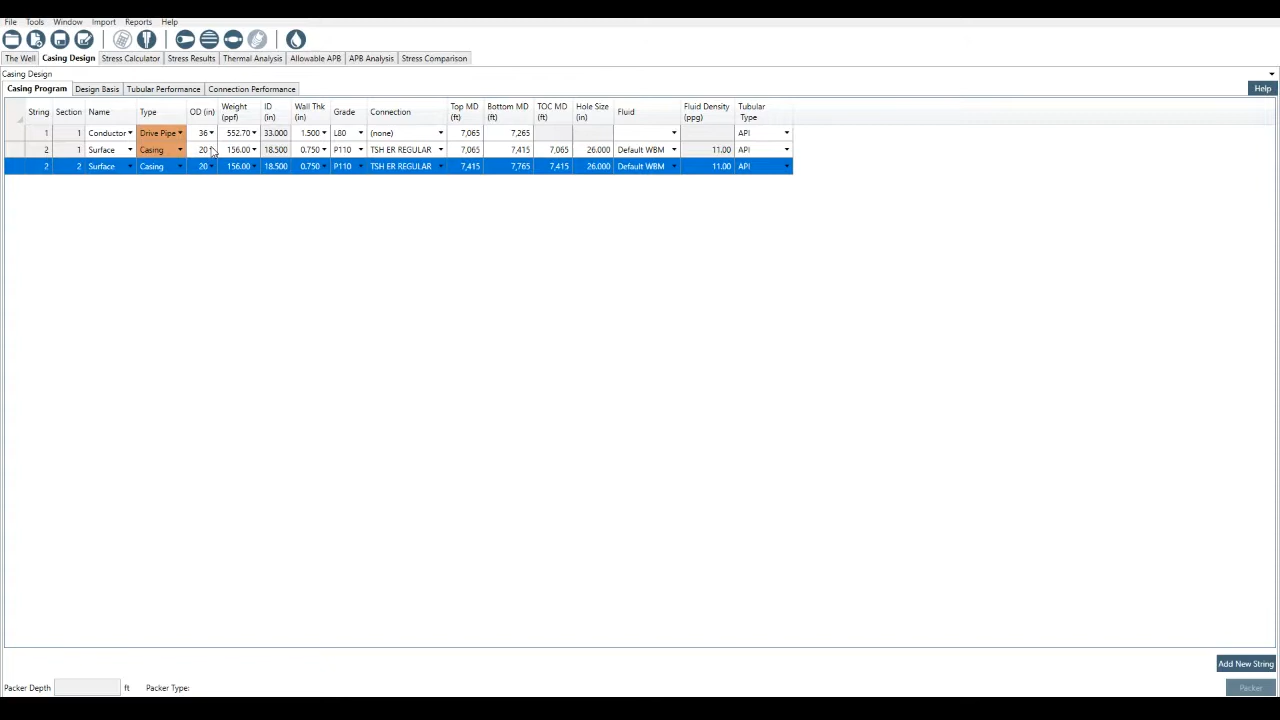 File Tools Window Import Reports Help
The Well Casing Design Stress Calculator Stress Results Thermal Analysis Allowable APB APB Analysis Stress Comparison
Casing Design
Casing Program Design Basis Tubular Performance Connection Performance Help
String Section Name Type OD (in) Weight (ppf) ID (in) Wall Thk (in) Grade Connection Top MD (ft) Bottom MD (ft) TOC MD (ft) Hole Size (in) Fluid Fluid Density (ppg) Tubular Type
1 1 Conductor Drive Pipe 36 552.70 33.000 1.500 L80 (none) 7,065 7,265 API
2 1 Surface Casing 20 156.00 18.500 0.750 P110 TSH ER REGULAR 7,065 7,415 7,065 26.000 Default WBM 11.00 API
2 2 Surface Casing 20 156.00 18.500 0.750 P110 TSH ER REGULAR 7,415 7,765 7,415 26.000 Default WBM 11.00 API
Add New String
Packer Depth ft Packer Type: Packer